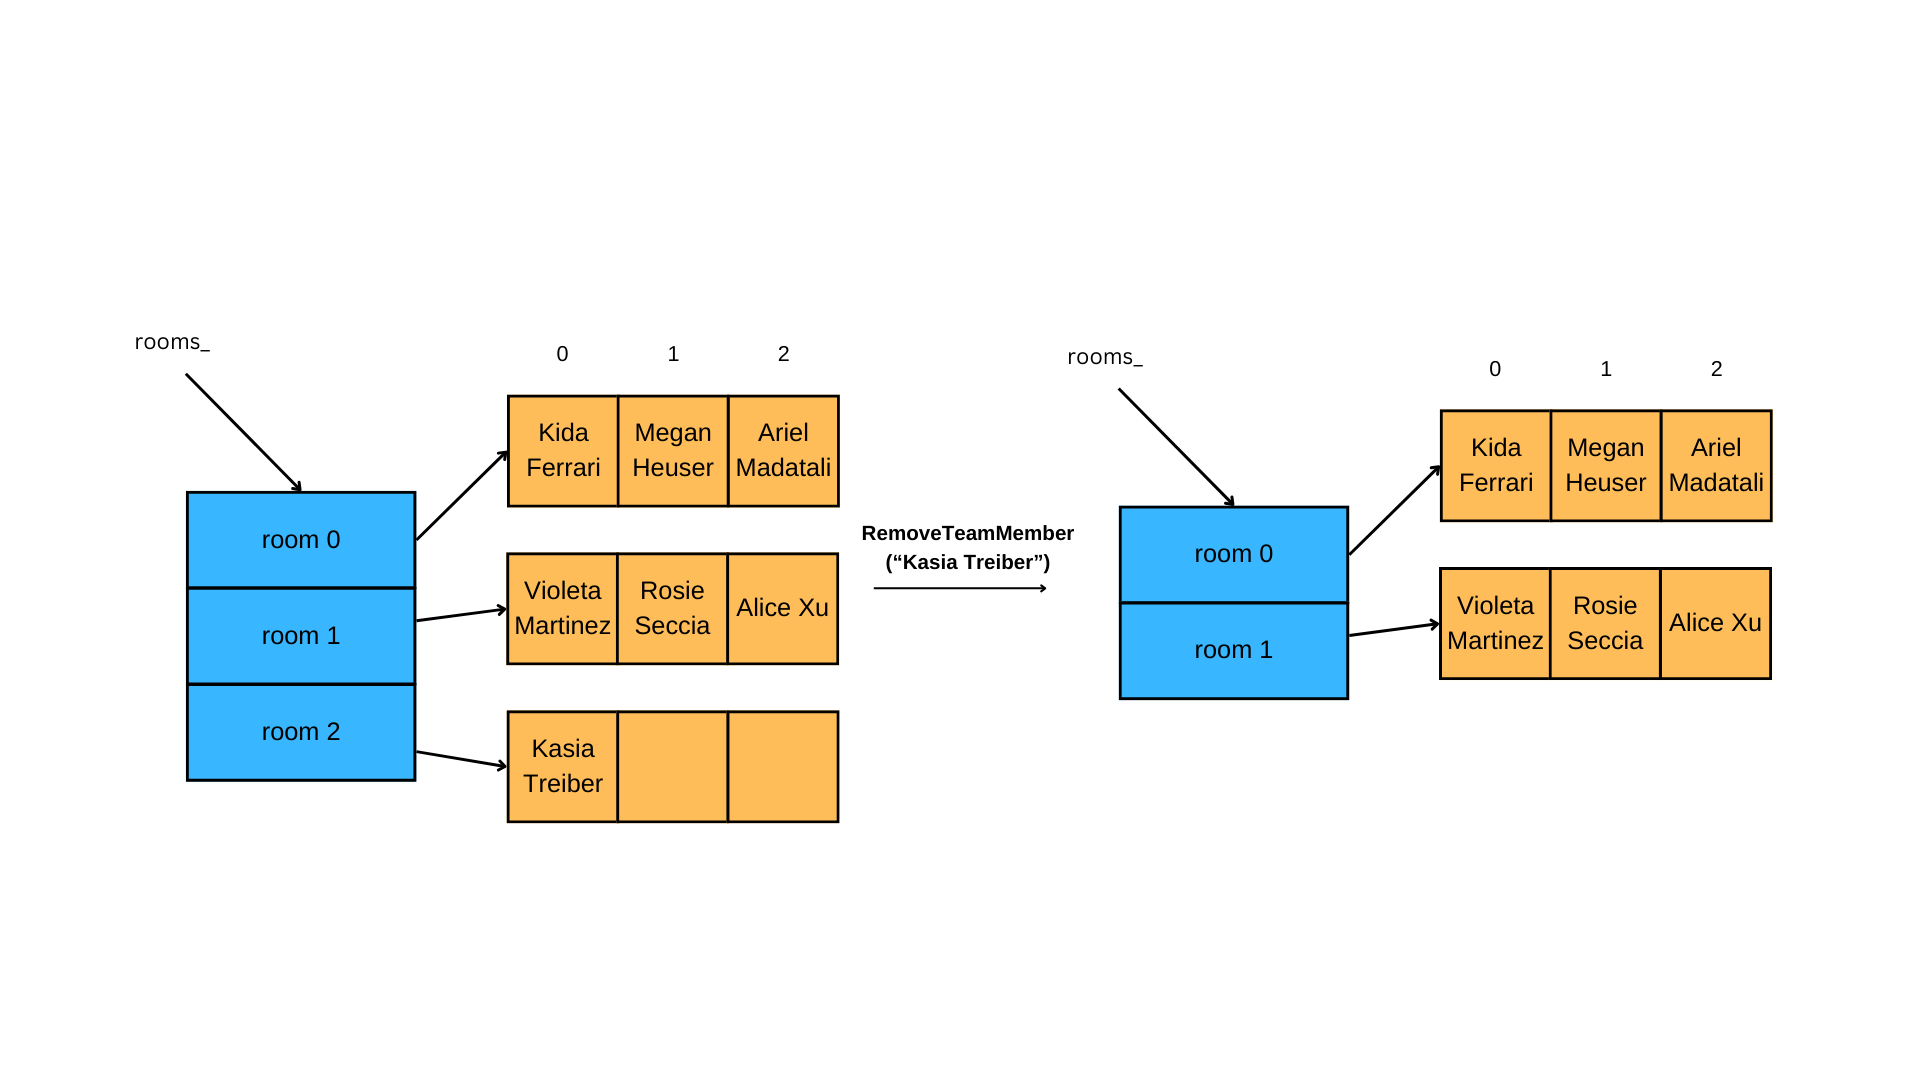 rooms_
0 1 2
Kida
Ferrari
Megan
Heuser
Ariel
Madatali
room 0
Violeta
Martinez
Rosie
Seccia
Alice Xu
room 1
Kasia
Treiber
room 2
RemoveTeamMember
(“Kasia Treiber”)
rooms_
0 1 2
Kida
Ferrari
Megan
Heuser
Ariel
Madatali
room 0
Violeta
Martinez
Rosie
Seccia
Alice Xu
room 1